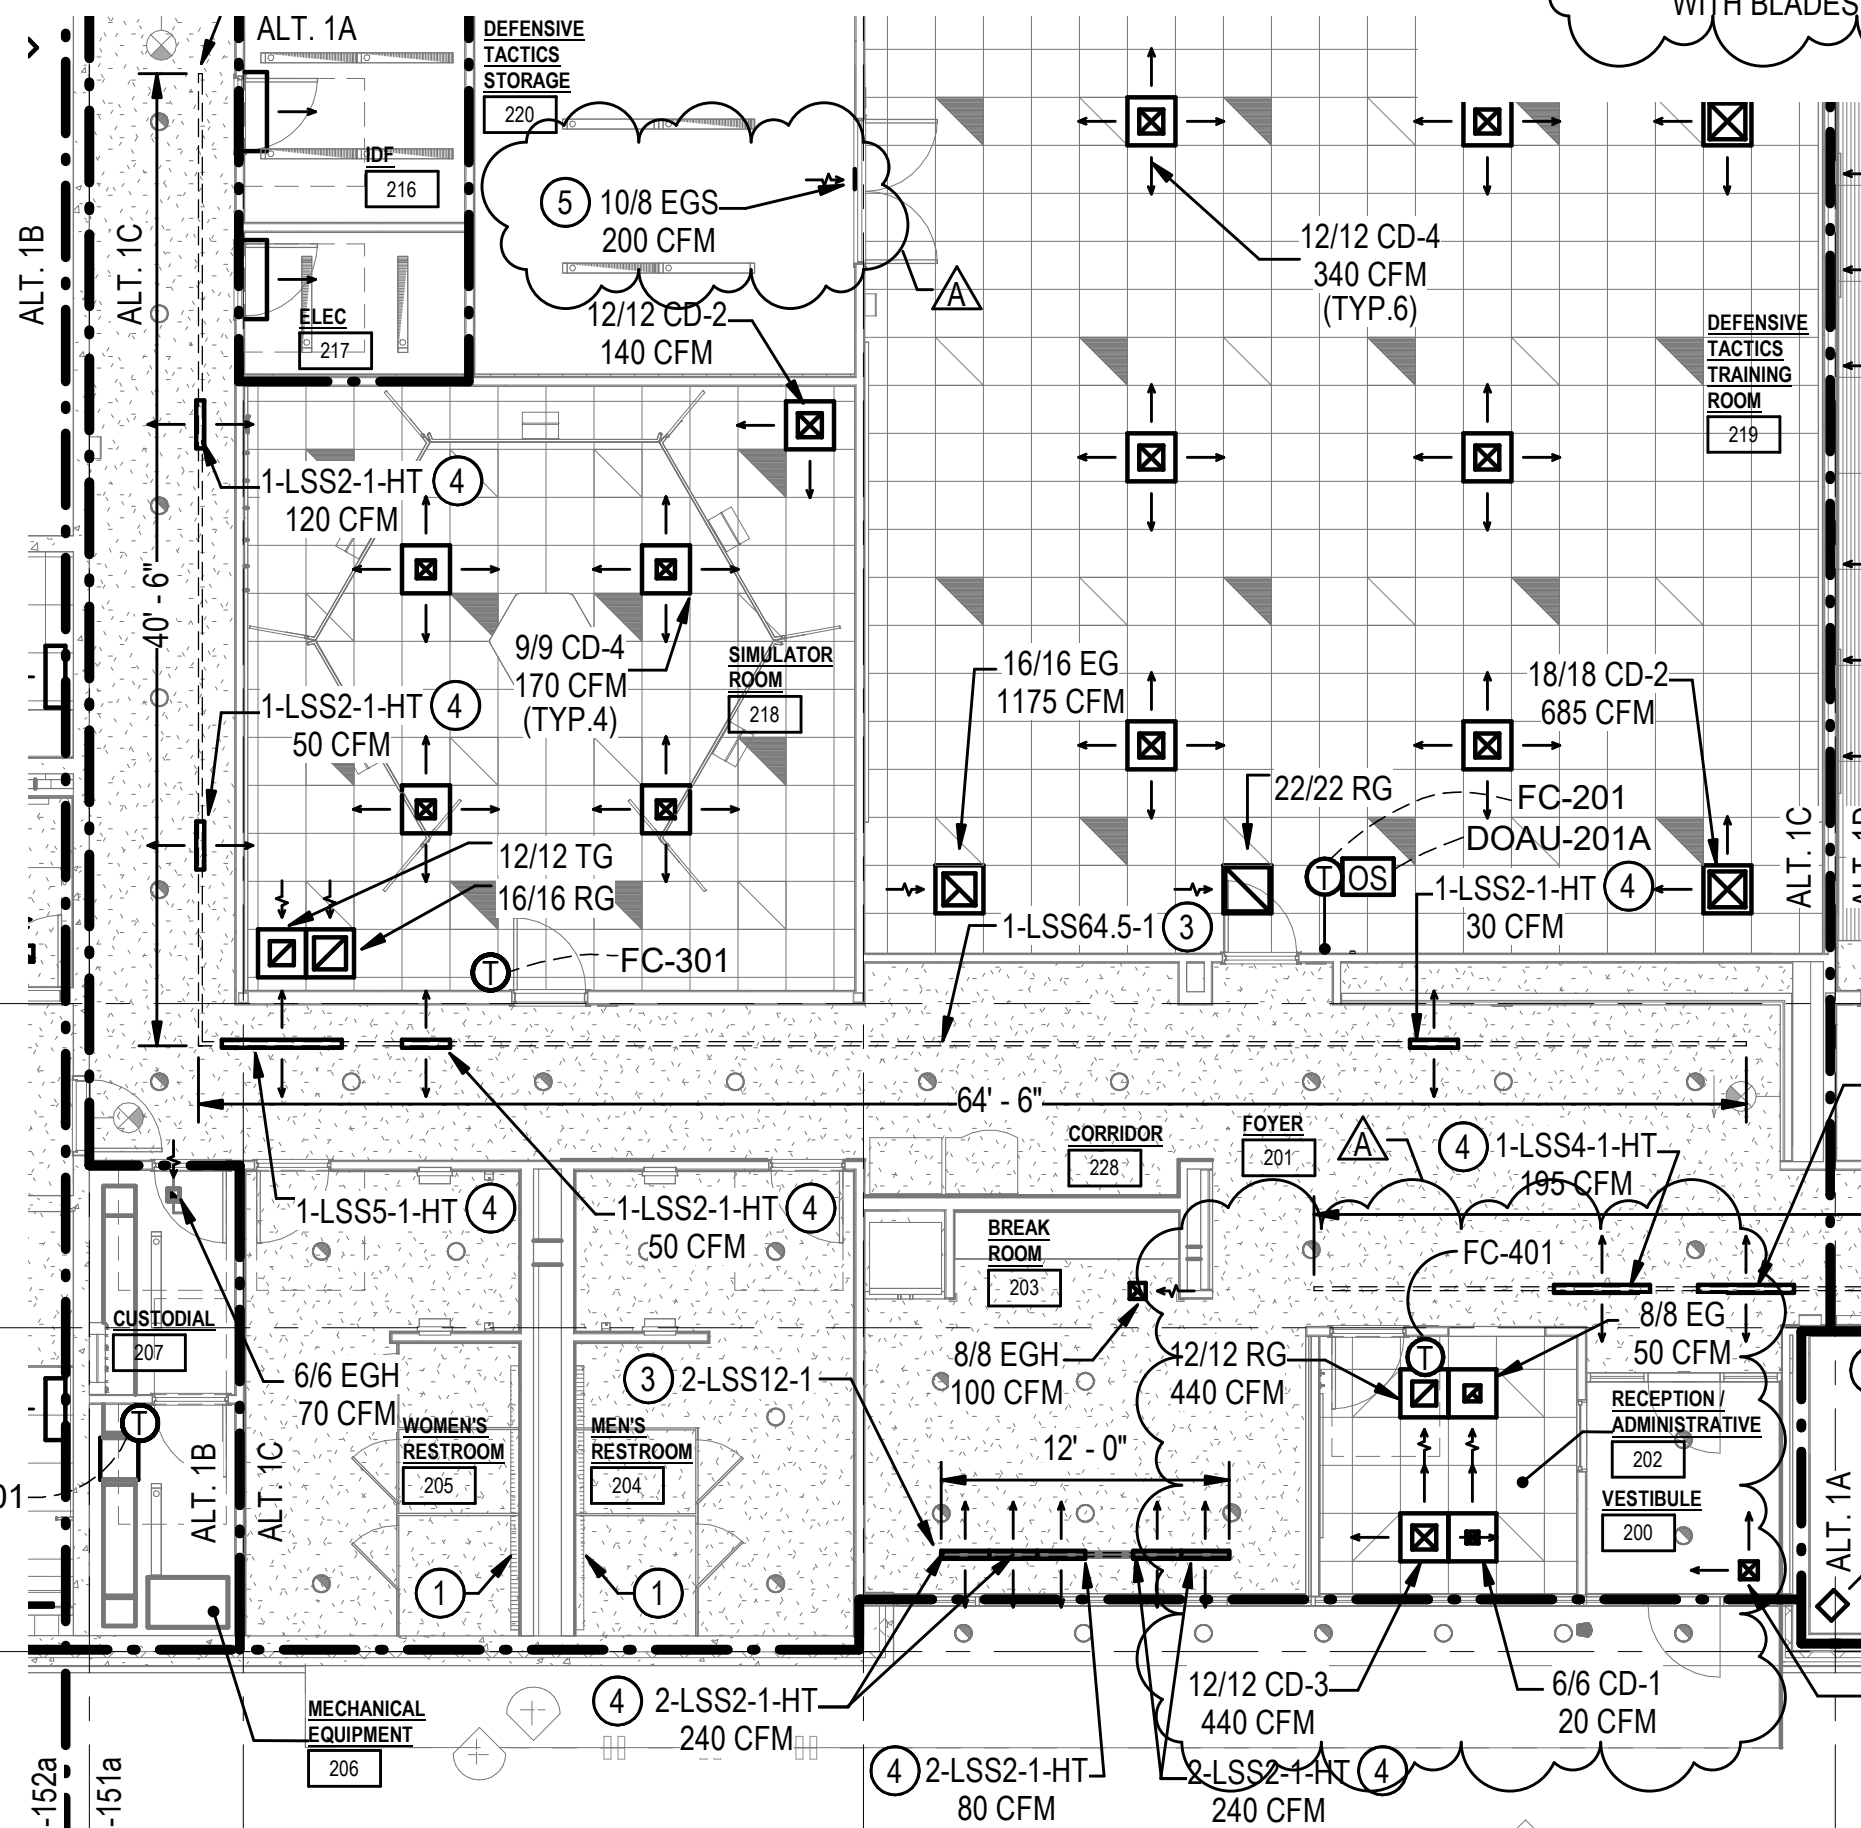 WITH BLADES
ALT. 1A
DEFENSIVE
TACTICS
STORAGE
220
IDF
216
5
10/8 EGS
200 CFM
A
12/12 CD-4
340 CFM
(TYP.6)
ALT. 1B
ALT. 1C
ELEC
217
12/12 CD-2
140 CFM
DEFENSIVE
TACTICS
TRAINING
ROOM
219
1-LSS2-1-HT
4
120 CFM
40' - 6"
9/9 CD-4
170 CFM
(TYP.4)
SIMULATOR
ROOM
218
16/16 EG
1175 CFM
18/18 CD-2
685 CFM
1-LSS2-1-HT
4
50 CFM
22/22 RG
FC-201
DOAU-201A
T
OS
ALT. 1C
12/12 TG
16/16 RG
1-LSS2-1-HT
4
30 CFM
1-LSS64.5-1
3
T
FC-301
64' - 6"
CORRIDOR
228
FOYER
201
A
4
1-LSS4-1-HT
195 CFM
1-LSS5-1-HT
4
1-LSS2-1-HT
4
50 CFM
BREAK
ROOM
203
FC-401
CUSTODIAL
207
6/6 EGH
70 CFM
3
2-LSS12-1
8/8 EGH
100 CFM
12/12 RG
440 CFM
T
8/8 EG
50 CFM
T
WOMEN'S
RESTROOM
205
MEN'S
RESTROOM
204
12' - 0"
RECEPTION /
ADMINISTRATIVE
202
VESTIBULE
200
01
ALT. 1B
ALT. 1C
ALT. 1A
1
1
MECHANICAL
EQUIPMENT
206
4
2-LSS2-1-HT
240 CFM
12/12 CD-3
440 CFM
6/6 CD-1
20 CFM
4
2-LSS2-1-HT
80 CFM
2-LSS2-1-HT
4
240 CFM
-152a
-151a